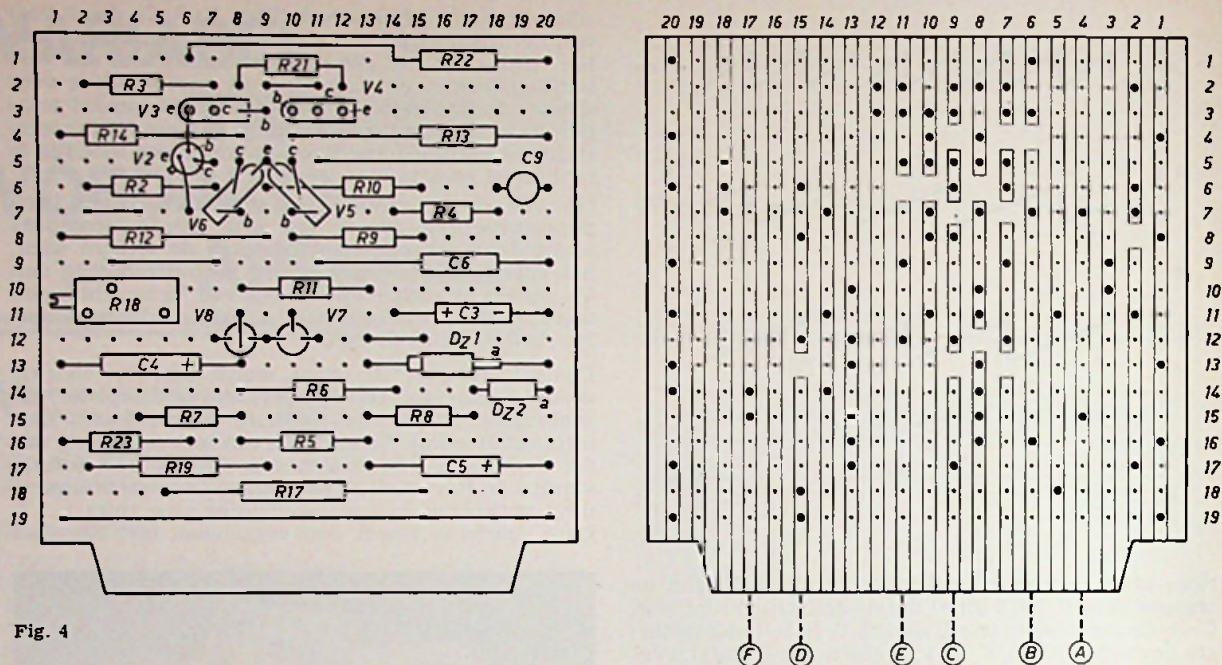 1 2 3 4 5 6 7 8 9 10 11 12 13 14 15 16 17 18 19 20
1 R21 R22
2 R3 c V4
3 V3 e c b b e
4 R14 R13
5 V2 e b c c e c C9
6 R2 R10
7 V6 b b V5 R4
8 R12 R9
9 C6
10 R18 R11
11 V8 V7 + C3 -
12 DZ1
13 C4 + a
14 R6 DZ2 a
15 R7 R8
16 R23 R5
17 R19 C5 +
18 R17
19
Fig. 4
20 19 18 17 16 15 14 13 12 11 10 9 8 7 6 5 4 3 2 1
1
2
3
4
5
6
7
8
9
10
11
12
13
14
15
16
17
18
19
F D E C B A